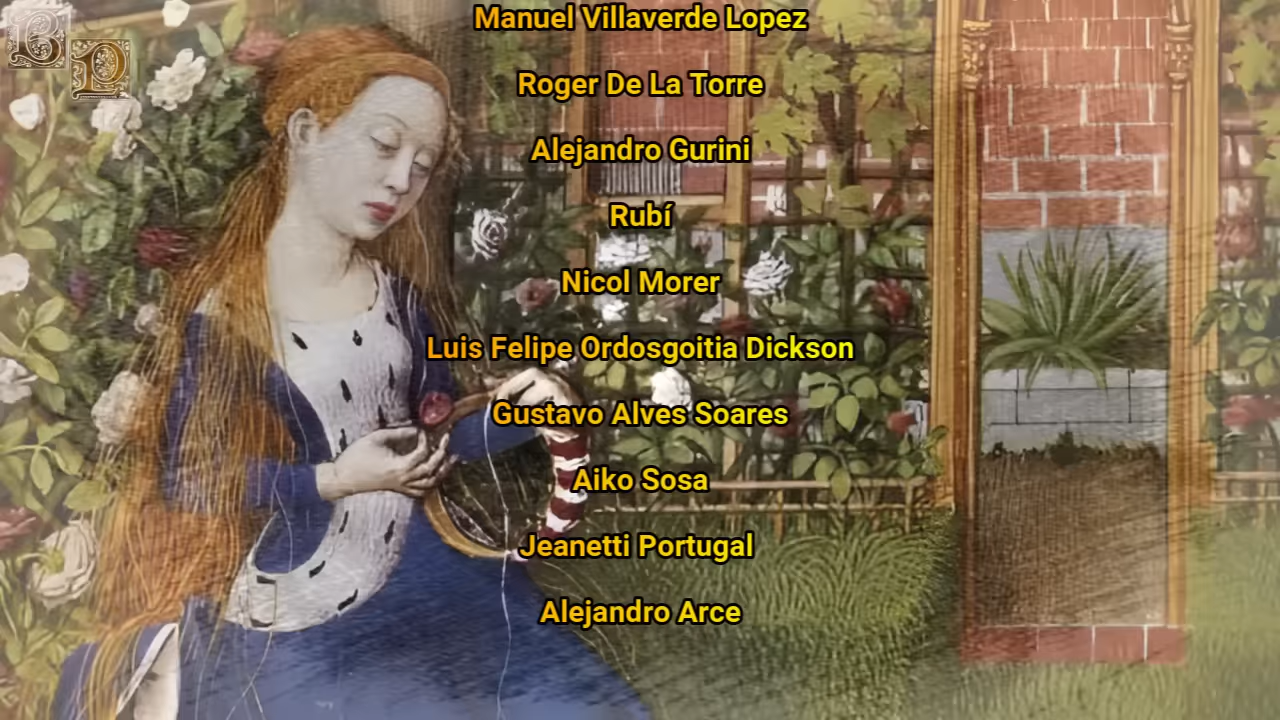 B
P
Manuel Villaverde Lopez
Roger De La Torre
Alejandro Gurini
Rubí
Nicol Morer
Luis Felipe Ordosgoitia Dickson
Gustavo Alves Soares
Aiko Sosa
Jeanetti Portugal
Alejandro Arce